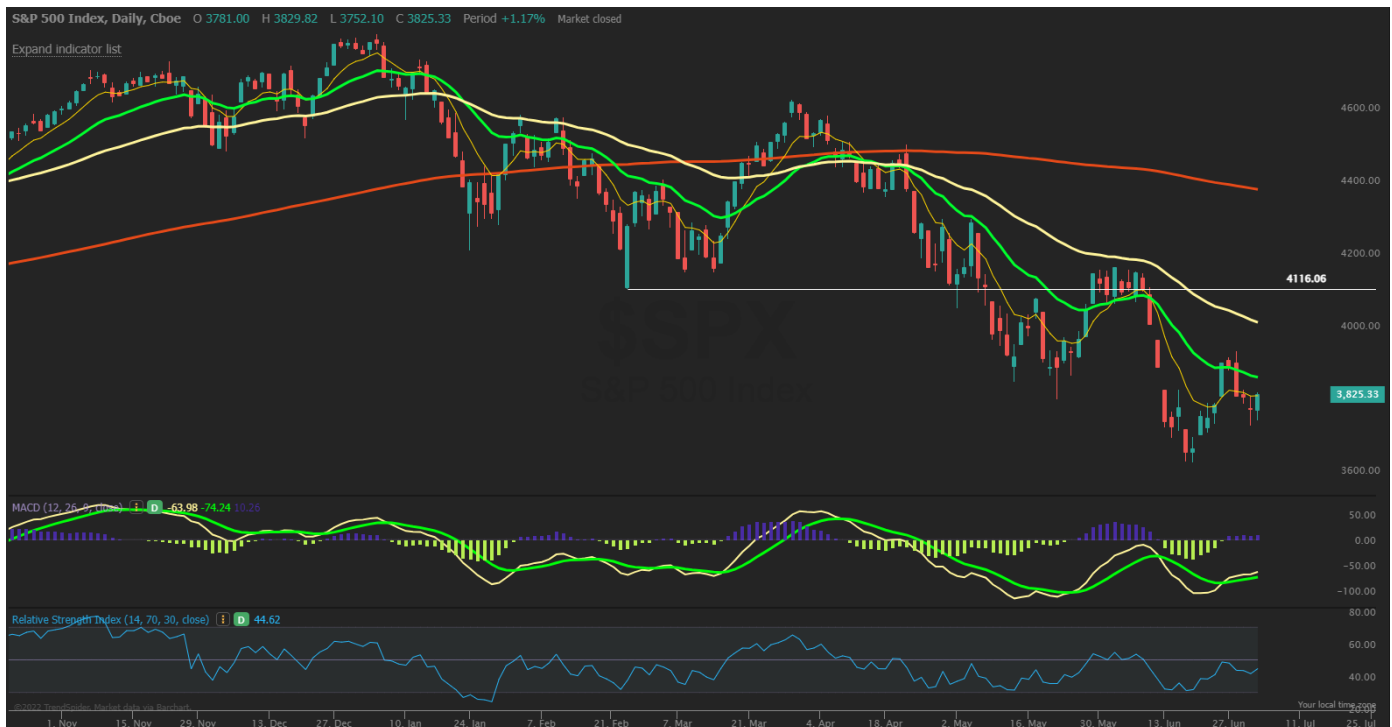 S&P 500 Index, Daily, Cboe O 3781.00 H 3829.82 L 3752.10 C 3825.33 Period +1.17% Market closed
Expand indicator list
4600.00
4400.00
4200.00
4116.06
4000.00
$SPX
S&P 500 Index
3,825.33
3600.00
MACD (12, 26, 9, close) D -63.98 -74.24 10.26
50.00
0.00
-50.00
-100.00
Relative Strength Index (14, 70, 30, close) D 44.62
80.00
60.00
40.00
20.00
©2022 TrendSpider, Market data via Barchart.
Your local time zone
1. Nov 15. Nov 29. Nov 13. Dec 27. Dec 10. Jan 24. Jan 7. Feb 21. Feb 7. Mar 21. Mar 4. Apr 18. Apr 2. May 16. May 30. May 13. Jun 27. Jun 11. Jul 25. Jul